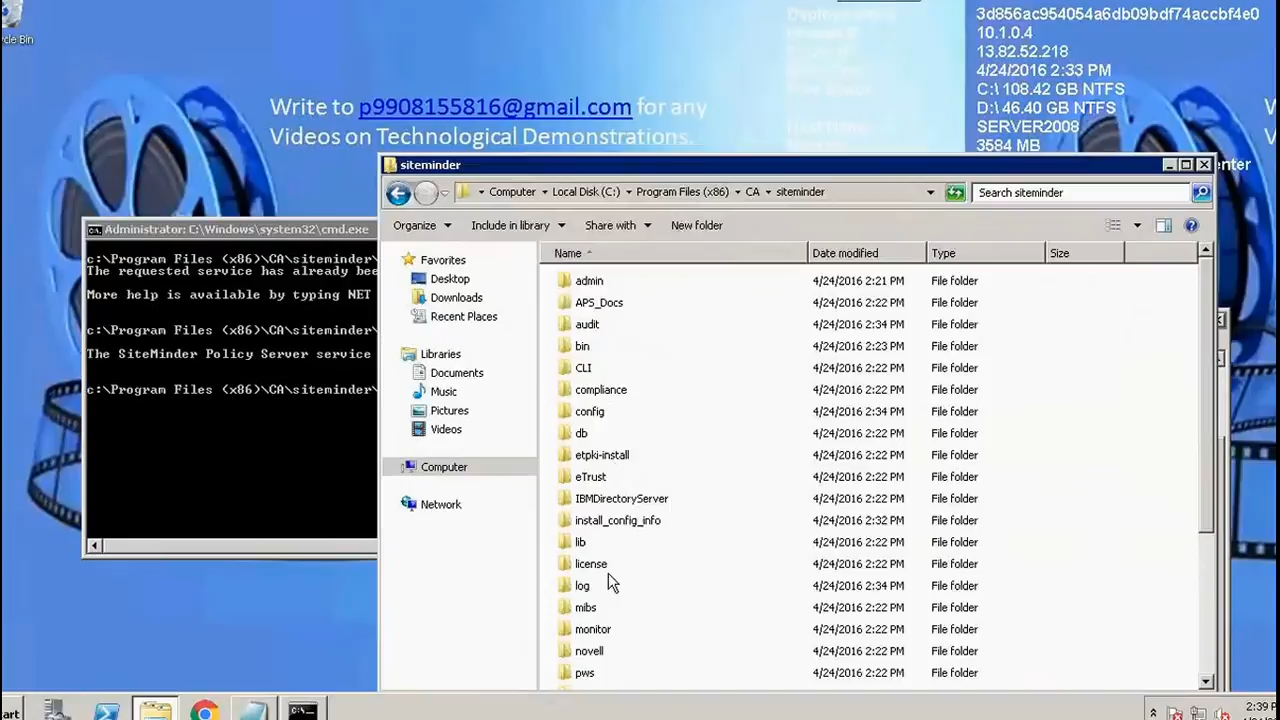 3d856ac954054a6db09bdf74accbf4e0
10.1.0.4
13.82.52.218
4/24/2016 2:33 PM
C:\ 108.42 GB NTFS
D:\ 46.40 GB NTFS
SERVER2008
3584 MB
cle Bin
Write to p9908155816@gmail.com for any
Videos on Technological Demonstrations.
enter
siteminder
Computer Local Disk (C:) Program Files (x86) CA siteminder
Search siteminder
Organize Include in library Share with New folder
Administrator: C:\Windows\system32\cmd.exe
c:\Program Files (x86)\CA\siteminder\
The requested service has already bee
More help is available by typing NET
c:\Program Files (x86)\CA\siteminder\
The SiteMinder Policy Server service
c:\Program Files (x86)\CA\siteminder\
Favorites
Desktop
Downloads
Recent Places
Libraries
Documents
Music
Pictures
Videos
Computer
Network
Name Date modified Type Size
admin 4/24/2016 2:21 PM File folder
APS_Docs 4/24/2016 2:22 PM File folder
audit 4/24/2016 2:34 PM File folder
bin 4/24/2016 2:23 PM File folder
CLI 4/24/2016 2:22 PM File folder
compliance 4/24/2016 2:22 PM File folder
config 4/24/2016 2:34 PM File folder
db 4/24/2016 2:22 PM File folder
etpki-install 4/24/2016 2:22 PM File folder
eTrust 4/24/2016 2:22 PM File folder
IBMDirectoryServer 4/24/2016 2:22 PM File folder
install_config_info 4/24/2016 2:32 PM File folder
lib 4/24/2016 2:22 PM File folder
license 4/24/2016 2:22 PM File folder
log 4/24/2016 2:34 PM File folder
mibs 4/24/2016 2:22 PM File folder
monitor 4/24/2016 2:22 PM File folder
novell 4/24/2016 2:22 PM File folder
pws 4/24/2016 2:22 PM File folder
art
2:39